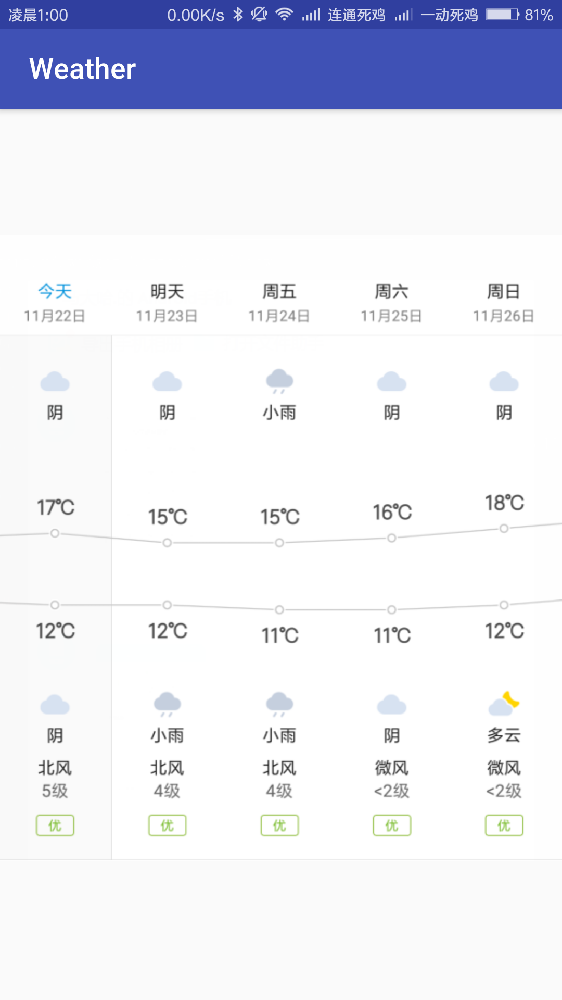 凌晨1:00 0.00K/s 连通死鸡 一动死鸡 81%
Weather
今天 明天 周五 周六 周日
11月22日 11月23日 11月24日 11月25日 11月26日
阴 阴 小雨 阴 阴
17℃ 15℃ 15℃ 16℃ 18℃
12℃ 12℃ 11℃ 11℃ 12℃
阴 小雨 小雨 阴 多云
北风 北风 北风 微风 微风
5级 4级 4级 <2级 <2级
优 优 优 优 优